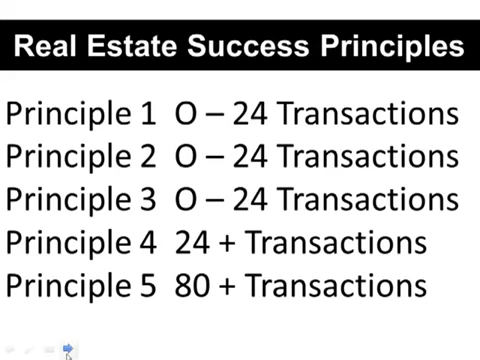 Real Estate Success Principles
Principle 1 O – 24 Transactions
Principle 2 O – 24 Transactions
Principle 3 O – 24 Transactions
Principle 4 24 + Transactions
Principle 5 80 + Transactions